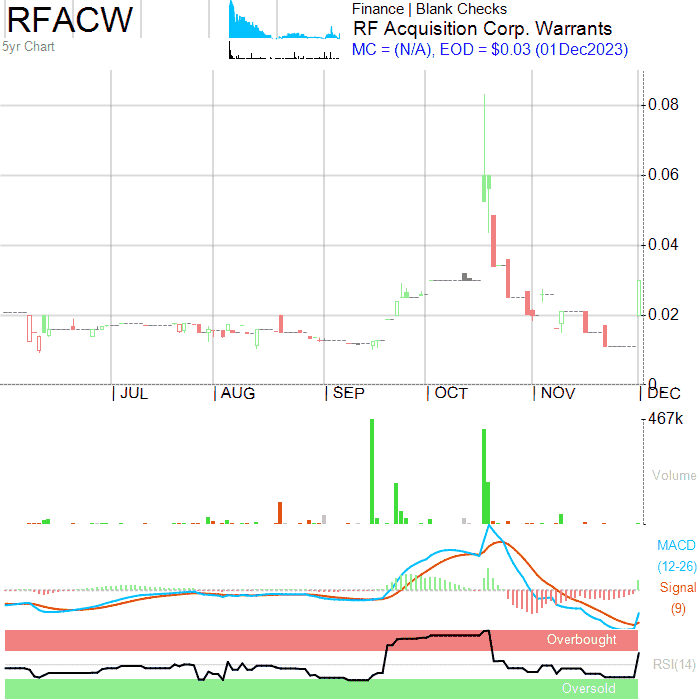 RFACW
5yr Chart
Finance | Blank Checks
RF Acquisition Corp. Warrants
MC = (N/A), EOD = $0.03 (01Dec2023)
0.08
0.06
0.04
0.02
0
| JUL
| AUG
| SEP
| OCT
| NOV
| DEC
467k
Volume
MACD
(12-26)
Signal
(9)
Overbought
RSI(14)
Oversold